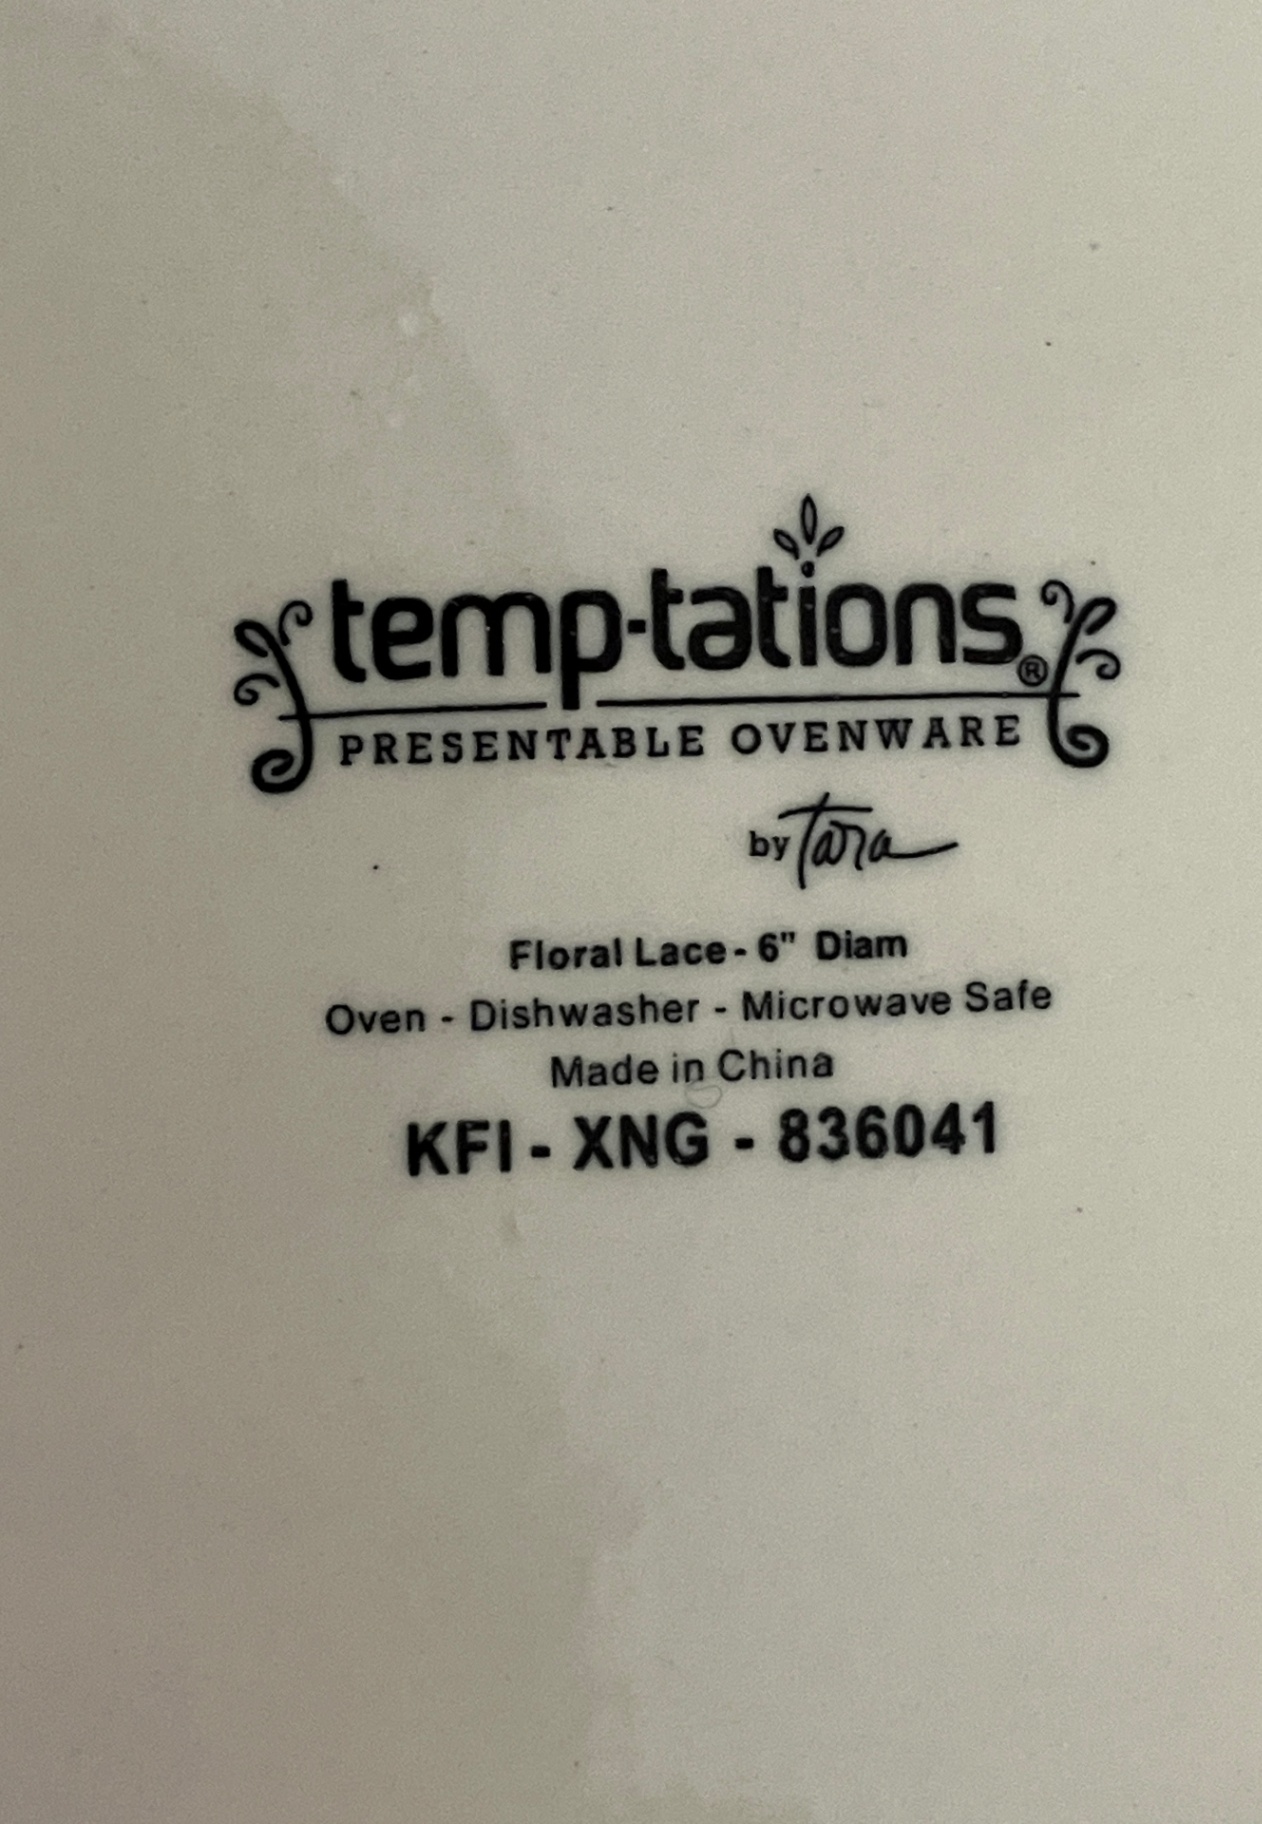 temp-tations®
PRESENTABLE OVENWARE
by Tara
Floral Lace - 6" Diam
Oven - Dishwasher - Microwave Safe
Made in China
KFI - XNG - 836041